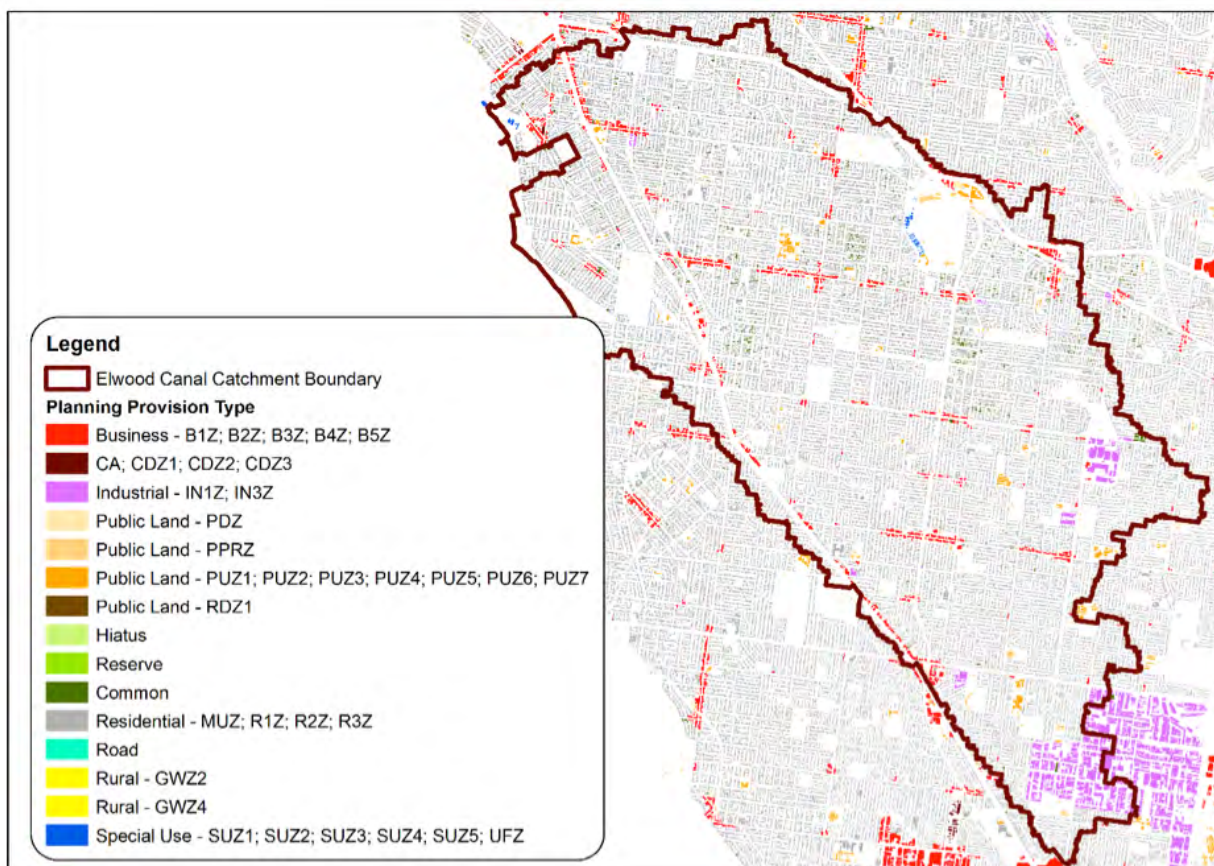 Legend
Elwood Canal Catchment Boundary
Planning Provision Type
Business - B1Z; B2Z; B3Z; B4Z; B5Z
CA; CDZ1; CDZ2; CDZ3
Industrial - IN1Z; IN3Z
Public Land - PDZ
Public Land - PPRZ
Public Land - PUZ1; PUZ2; PUZ3; PUZ4; PUZ5; PUZ6; PUZ7
Public Land - RDZ1
Hiatus
Reserve
Common
Residential - MUZ; R1Z; R2Z; R3Z
Road
Rural - GWZ2
Rural - GWZ4
Special Use - SUZ1; SUZ2; SUZ3; SUZ4; SUZ5; UFZ